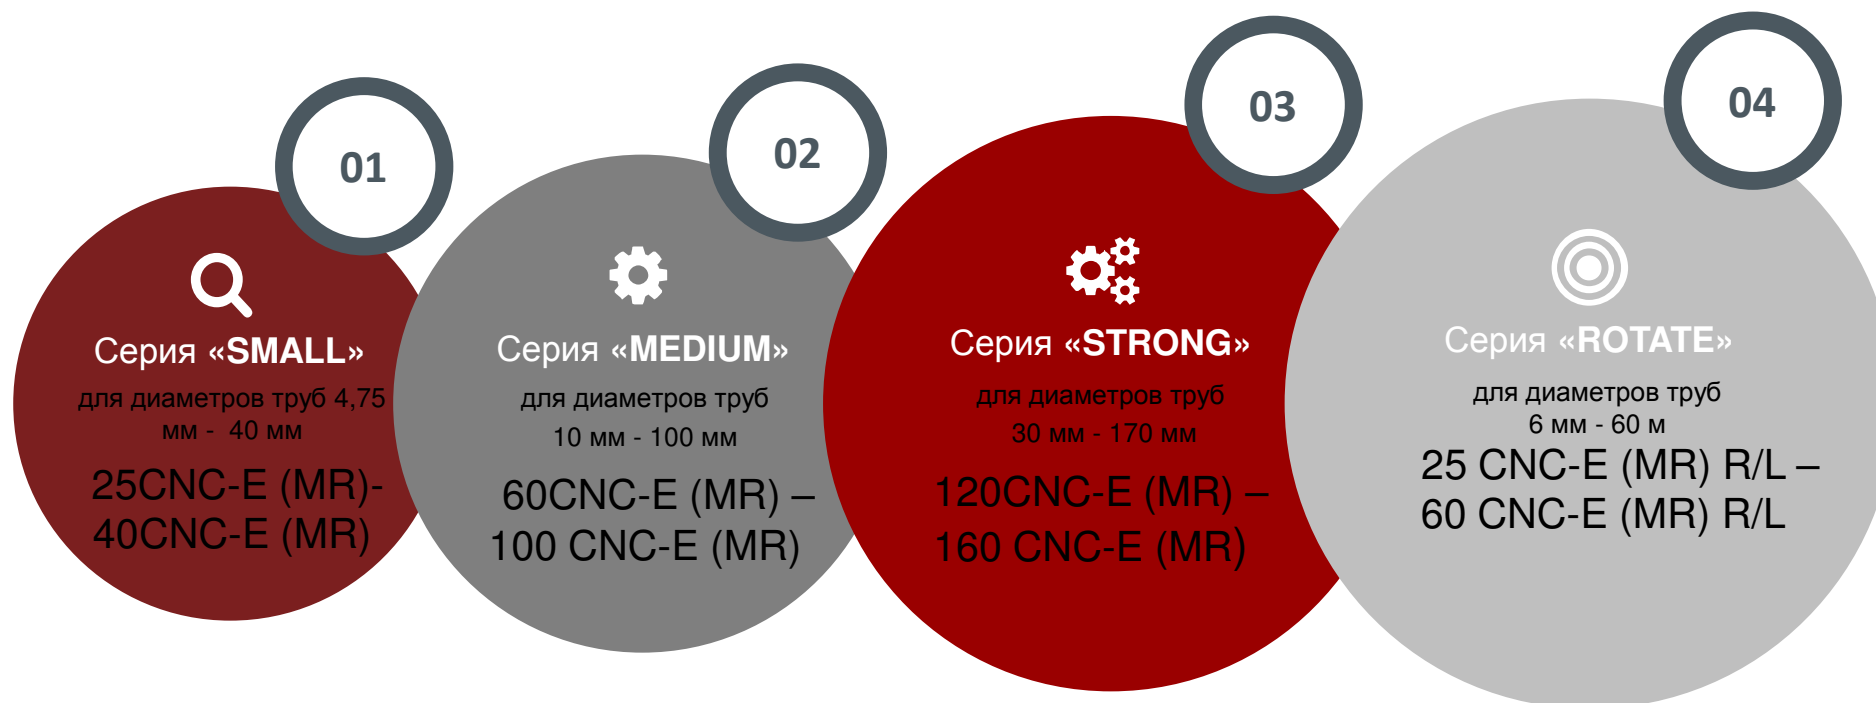 01
Серия «SMALL»
для диаметров труб 4,75
мм - 40 мм
25CNC-E (MR)-
40CNC-E (MR)
02
Серия «MEDIUM»
для диаметров труб
10 мм - 100 мм
60CNC-E (MR) –
100 CNC-E (MR)
03
Серия «STRONG»
для диаметров труб
30 мм - 170 мм
120CNC-E (MR) –
160 CNC-E (MR)
04
Серия «ROTATE»
для диаметров труб
6 мм - 60 м
25 CNC-E (MR) R/L –
60 CNC-E (MR) R/L